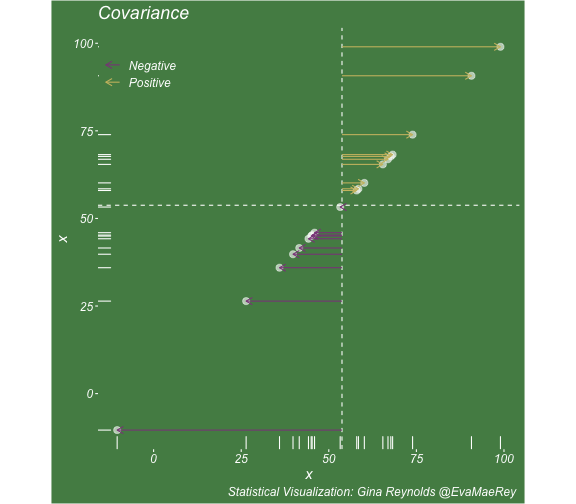 Covariance
100
Negative
Positive
75
50
x
25
0
0 25 50 75 100
x
Statistical Visualization: Gina Reynolds @EvaMaeRey